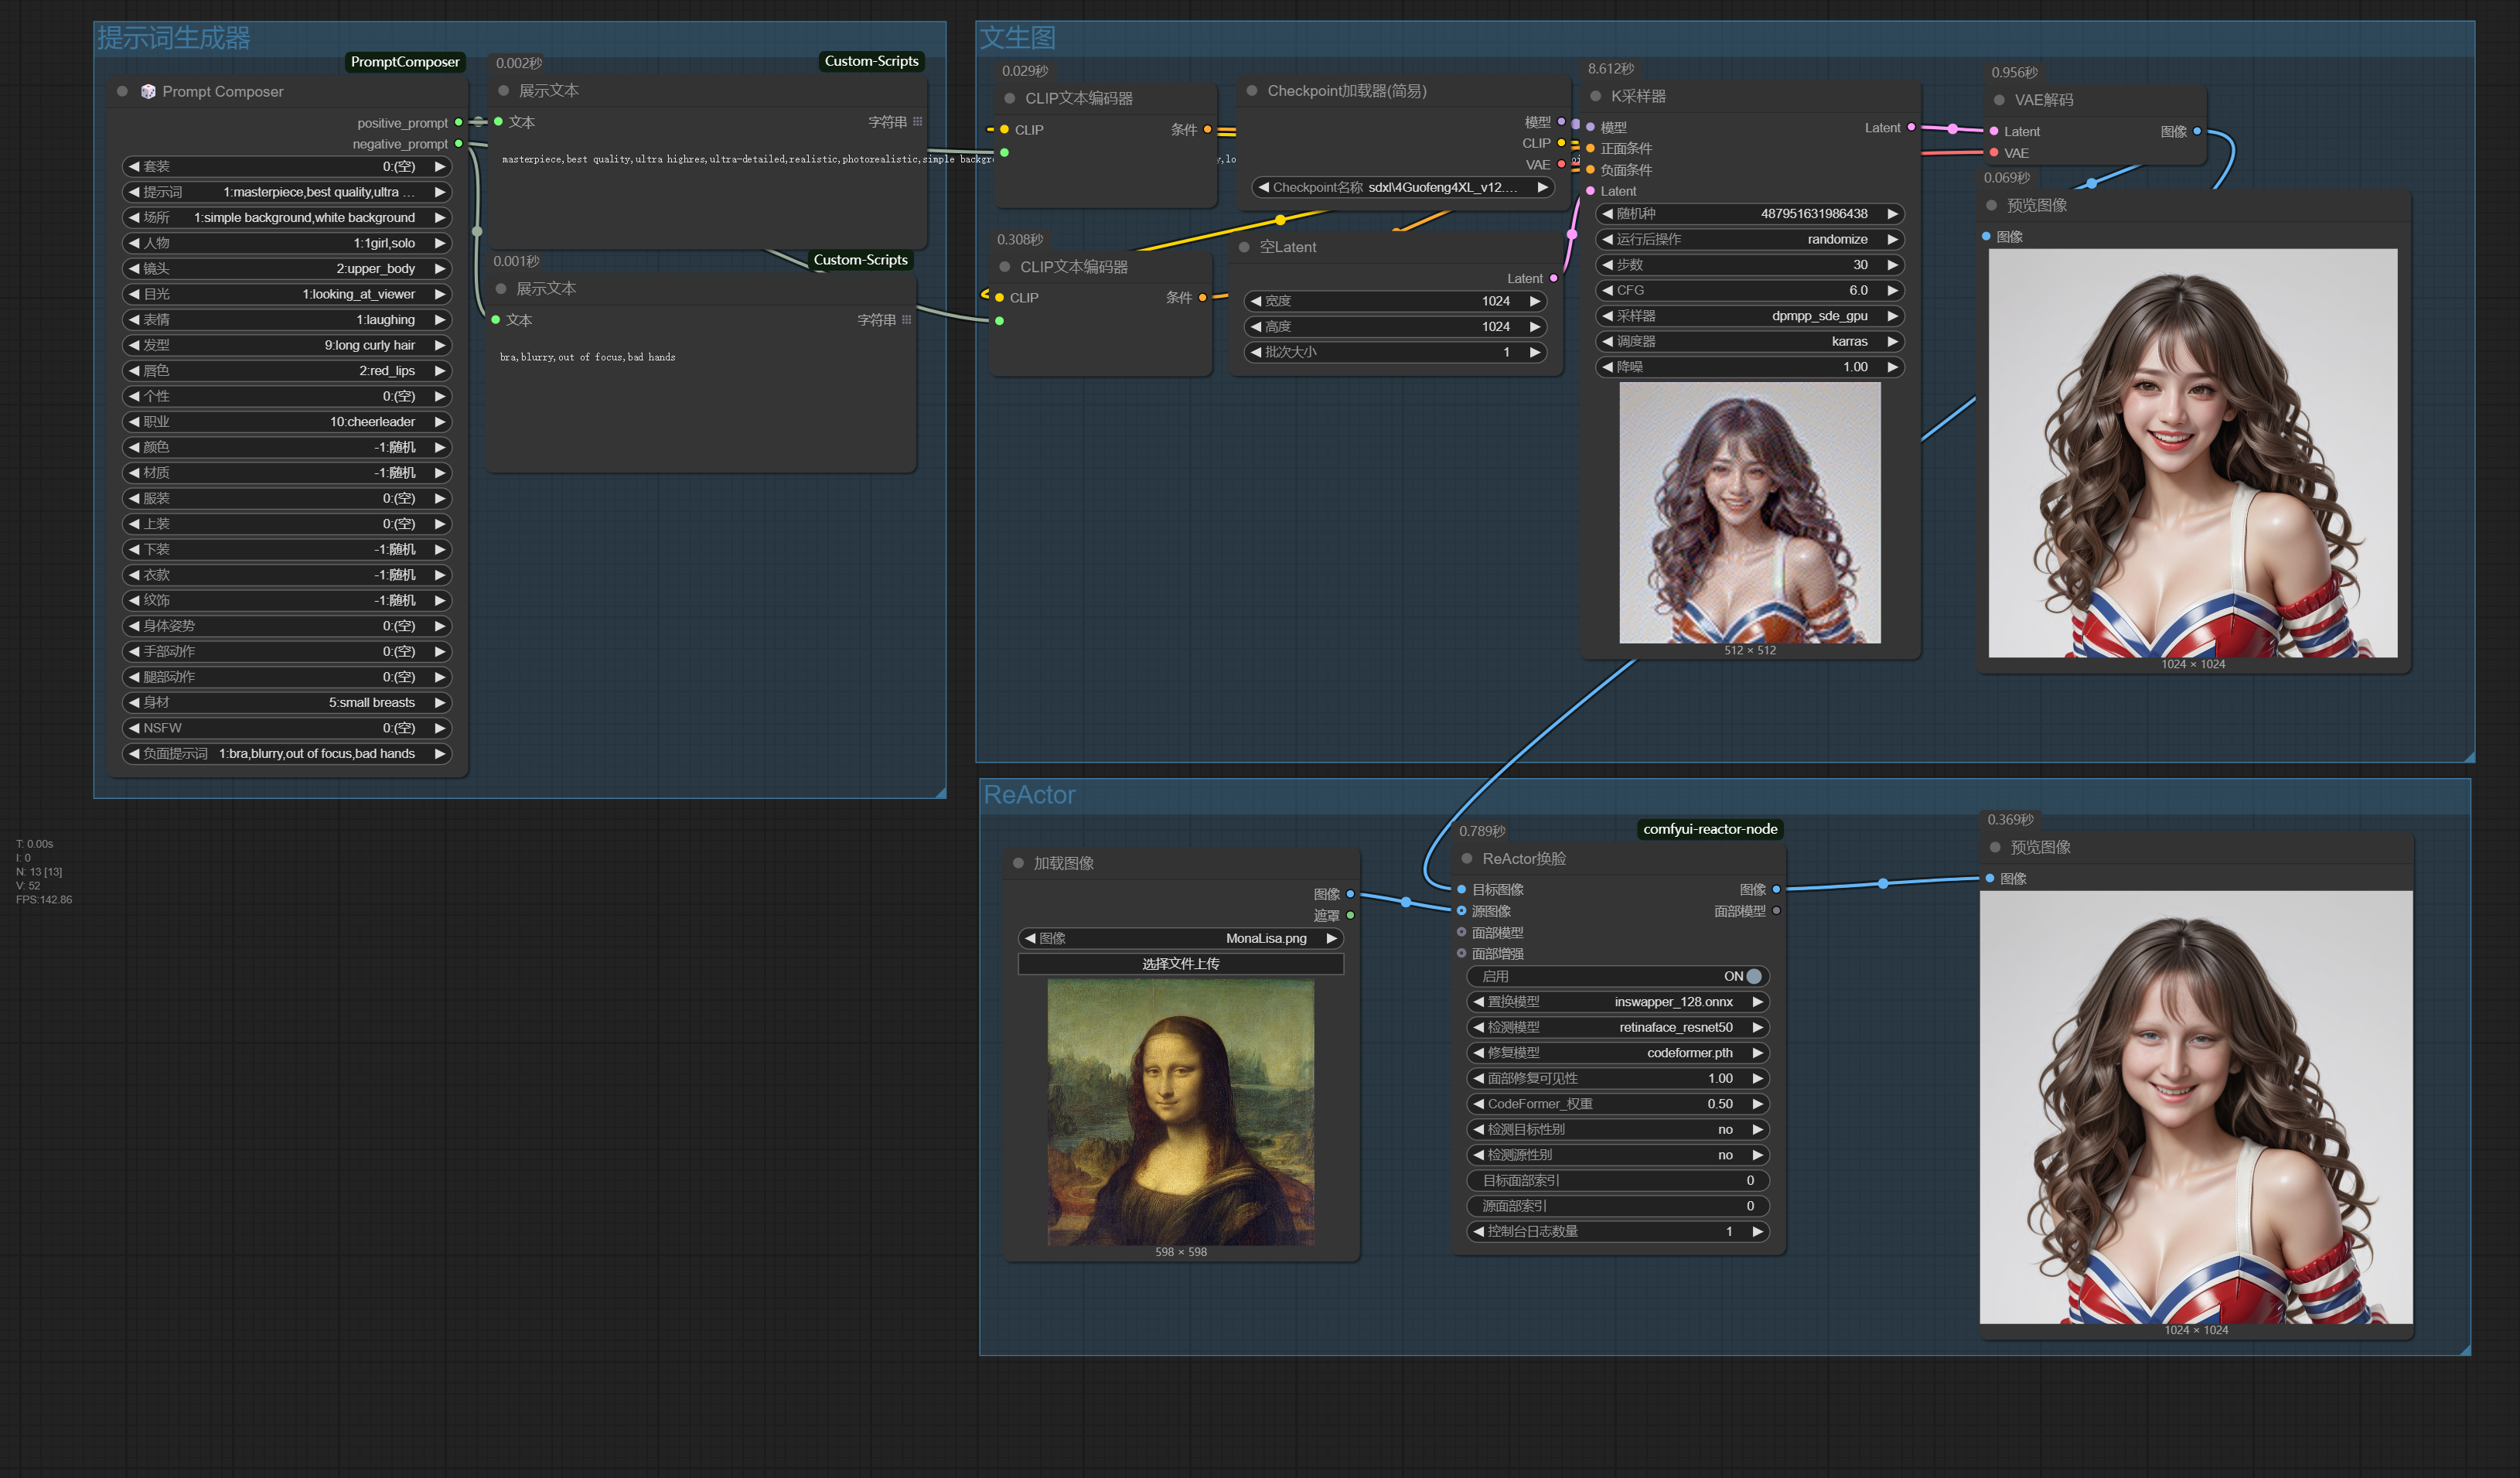 提示词生成器
PromptComposer
Prompt Composer
positive_prompt
negative_prompt
套装 0:(空)
提示词 1:masterpiece,best quality,ultra ...
场所 1:simple background,white background
人物 1:1girl,solo
镜头 2:upper_body
目光 1:looking_at_viewer
表情 1:laughing
发型 9:long curly hair
唇色 2:red_lips
个性 0:(空)
职业 10:cheerleader
颜色 -1:随机
材质 -1:随机
服装 0:(空)
上装 0:(空)
下装 -1:随机
衣款 -1:随机
纹饰 -1:随机
身体姿势 0:(空)
手部动作 0:(空)
腿部动作 0:(空)
身材 5:small breasts
NSFW 0:(空)
负面提示词 1:bra,blurry,out of focus,bad hands
0.002秒
Custom-Scripts
展示文本
文本 字符串
masterpiece,best quality,ultra highres,ultra-detailed,realistic,photorealistic,simple backgr
0.001秒
Custom-Scripts
展示文本
文本 字符串
bra,blurry,out of focus,bad hands
文生图
0.029秒
CLIP文本编码器
CLIP 条件
0.308秒
CLIP文本编码器
CLIP 条件
Checkpoint加载器(简易)
模型
CLIP
VAE
Checkpoint名称 sdxl\4Guofeng4XL_v12....
空Latent
Latent
宽度 1024
高度 1024
批次大小 1
8.612秒
K采样器
模型 Latent
正面条件
负面条件
Latent
随机种 487951631986438
运行后操作 randomize
步数 30
CFG 6.0
采样器 dpmpp_sde_gpu
调度器 karras
降噪 1.00
512 × 512
0.956秒
VAE解码
Latent 图像
VAE
0.069秒
预览图像
图像
1024 × 1024
ReActor
加载图像
图像
遮罩
图像 MonaLisa.png
选择文件上传
598 × 598
0.789秒
comfyui-reactor-node
ReActor换脸
目标图像 图像
源图像 面部模型
面部模型
面部增强
启用 ON
置换模型 inswapper_128.onnx
检测模型 retinaface_resnet50
修复模型 codeformer.pth
面部修复可见性 1.00
CodeFormer_权重 0.50
检测目标性别 no
检测源性别 no
目标面部索引 0
源面部索引 0
控制台日志数量 1
0.369秒
预览图像
图像
1024 × 1024
T: 0.00s
I: 0
N: 13 [13]
V: 52
FPS:142.86